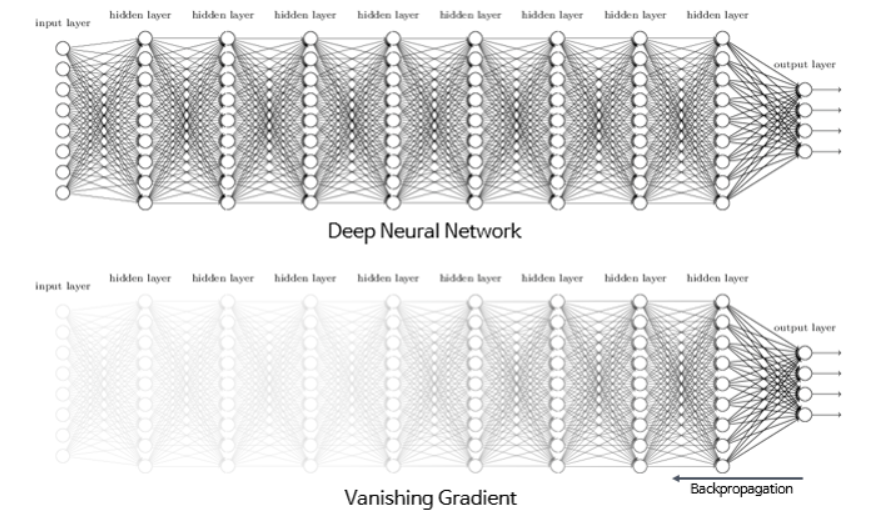 input layer
hidden layer hidden layer hidden layer hidden layer hidden layer hidden layer hidden layer hidden layer
output layer
Deep Neural Network
input layer
hidden layer hidden layer hidden layer hidden layer hidden layer hidden layer hidden layer hidden layer
output layer
Backpropagation
Vanishing Gradient